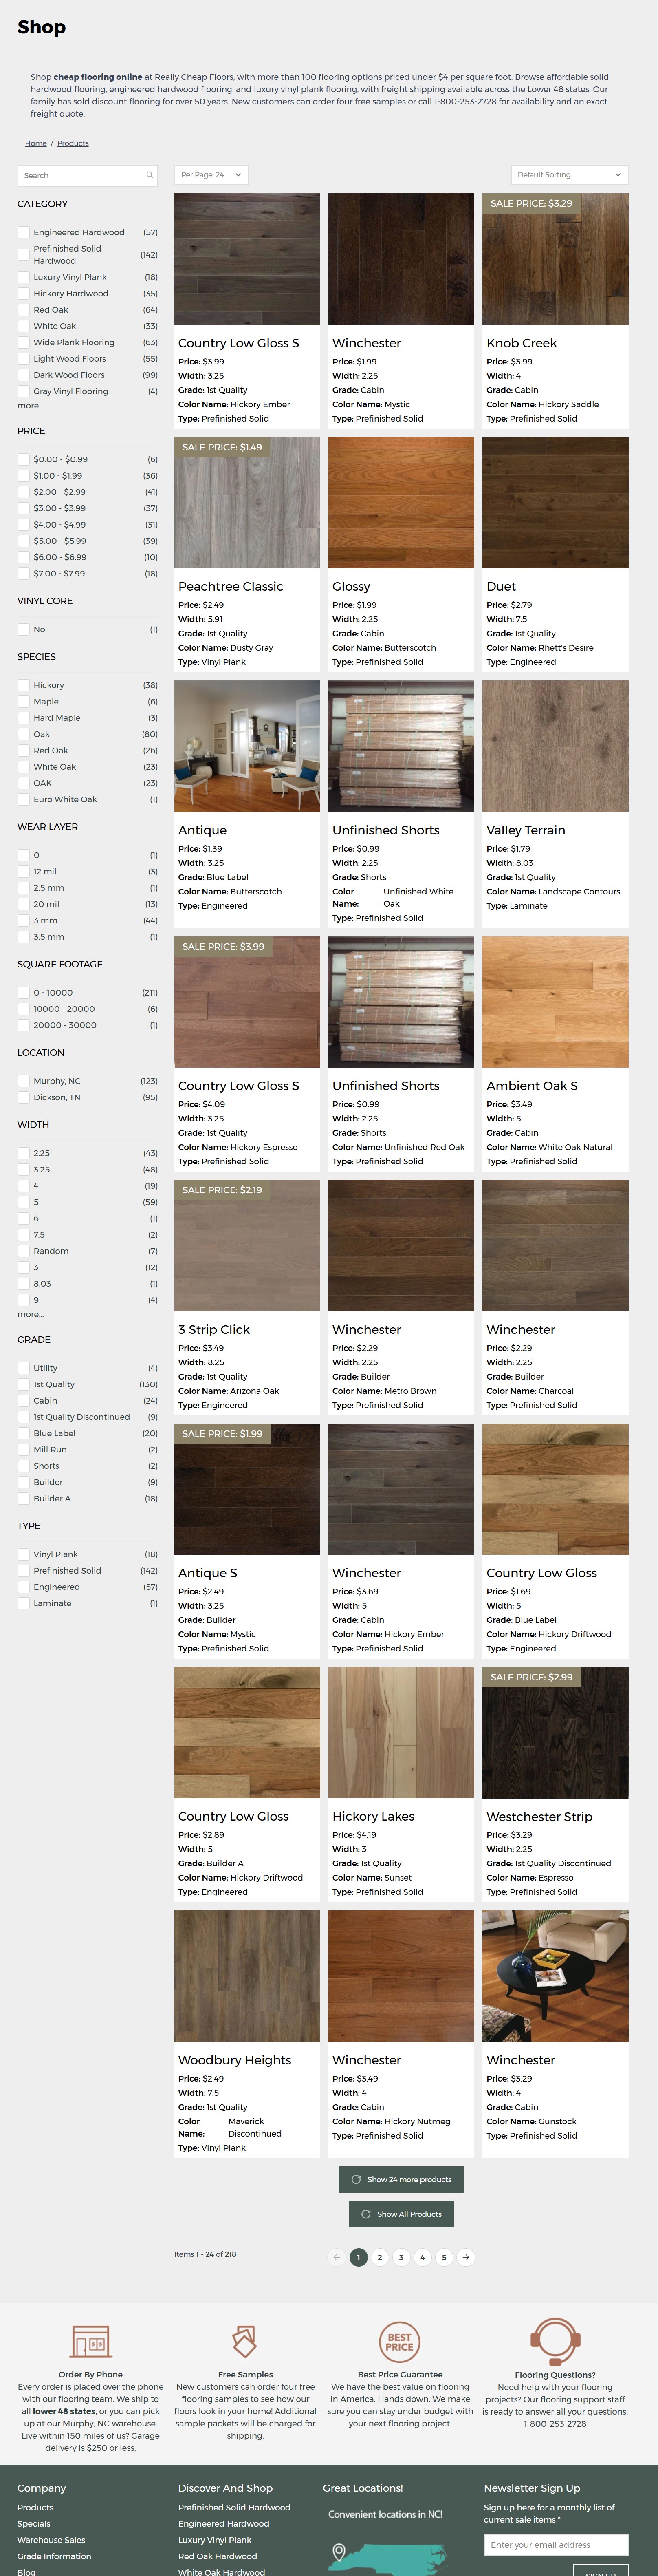 Shop
Shop cheap flooring online at Really Cheap Floors, with more than 100 flooring options priced under $4 per square foot. Browse affordable solid
hardwood flooring, engineered hardwood flooring, and luxury vinyl plank flooring, with freight shipping available across the Lower 48 states. Our
family has sold discount flooring for over 50 years. New customers can order four free samples or call 1-800-253-2728 for availability and an exact
freight quote.
Home / Products
Search
CATEGORY
Engineered Hardwood (57)
Prefinished Solid
Hardwood (142)
Luxury Vinyl Plank (18)
Hickory Hardwood (35)
Red Oak (64)
White Oak (33)
Wide Plank Flooring (63)
Light Wood Floors (55)
Dark Wood Floors (99)
Gray Vinyl Flooring (4)
more...
PRICE
$0.00 - $0.99 (6)
$1.00 - $1.99 (36)
$2.00 - $2.99 (41)
$3.00 - $3.99 (37)
$4.00 - $4.99 (31)
$5.00 - $5.99 (39)
$6.00 - $6.99 (10)
$7.00 - $7.99 (18)
VINYL CORE
No (1)
SPECIES
Hickory (38)
Maple (6)
Hard Maple (3)
Oak (80)
Red Oak (26)
White Oak (23)
OAK (23)
Euro White Oak (1)
WEAR LAYER
0 (1)
12 mil (3)
2.5 mm (1)
20 mil (13)
3 mm (44)
3.5 mm (1)
SQUARE FOOTAGE
0 - 10000 (211)
10000 - 20000 (6)
20000 - 30000 (1)
LOCATION
Murphy, NC (123)
Dickson, TN (95)
WIDTH
2.25 (43)
3.25 (48)
4 (19)
5 (59)
6 (1)
7.5 (2)
Random (7)
3 (12)
8.03 (1)
9 (4)
more...
GRADE
Utility (4)
1st Quality (130)
Cabin (24)
1st Quality Discontinued (9)
Blue Label (20)
Mill Run (2)
Shorts (2)
Builder (9)
Builder A (18)
TYPE
Vinyl Plank (18)
Prefinished Solid (142)
Engineered (57)
Laminate (1)
Per Page: 24
Default Sorting
Country Low Gloss S
Price: $3.99
Width: 3.25
Grade: 1st Quality
Color Name: Hickory Ember
Type: Prefinished Solid
Winchester
Price: $1.99
Width: 2.25
Grade: Cabin
Color Name: Mystic
Type: Prefinished Solid
SALE PRICE: $3.29
Knob Creek
Price: $3.99
Width: 4
Grade: Cabin
Color Name: Hickory Saddle
Type: Prefinished Solid
SALE PRICE: $1.49
Peachtree Classic
Price: $2.49
Width: 5.91
Grade: 1st Quality
Color Name: Dusty Gray
Type: Vinyl Plank
Glossy
Price: $1.99
Width: 2.25
Grade: Cabin
Color Name: Butterscotch
Type: Prefinished Solid
Duet
Price: $2.79
Width: 7.5
Grade: 1st Quality
Color Name: Rhett's Desire
Type: Engineered
Antique
Price: $1.39
Width: 3.25
Grade: Blue Label
Color Name: Butterscotch
Type: Engineered
Unfinished Shorts
Price: $0.99
Width: 2.25
Grade: Shorts
Color Name: Unfinished White
Oak
Type: Prefinished Solid
Valley Terrain
Price: $1.79
Width: 8.03
Grade: 1st Quality
Color Name: Landscape Contours
Type: Laminate
SALE PRICE: $3.99
Country Low Gloss S
Price: $4.09
Width: 3.25
Grade: 1st Quality
Color Name: Hickory Espresso
Type: Prefinished Solid
Unfinished Shorts
Price: $0.99
Width: 2.25
Grade: Shorts
Color Name: Unfinished Red Oak
Type: Prefinished Solid
Ambient Oak S
Price: $3.49
Width: 5
Grade: Cabin
Color Name: White Oak Natural
Type: Prefinished Solid
SALE PRICE: $2.19
3 Strip Click
Price: $3.49
Width: 8.25
Grade: 1st Quality
Color Name: Arizona Oak
Type: Engineered
Winchester
Price: $2.29
Width: 2.25
Grade: Builder
Color Name: Metro Brown
Type: Prefinished Solid
Winchester
Price: $2.29
Width: 2.25
Grade: Builder
Color Name: Charcoal
Type: Prefinished Solid
SALE PRICE: $1.99
Antique S
Price: $2.49
Width: 3.25
Grade: Builder
Color Name: Mystic
Type: Prefinished Solid
Winchester
Price: $3.69
Width: 5
Grade: Cabin
Color Name: Hickory Ember
Type: Prefinished Solid
Country Low Gloss
Price: $1.69
Width: 5
Grade: Blue Label
Color Name: Hickory Driftwood
Type: Engineered
Country Low Gloss
Price: $2.89
Width: 5
Grade: Builder A
Color Name: Hickory Driftwood
Type: Engineered
Hickory Lakes
Price: $4.19
Width: 3
Grade: 1st Quality
Color Name: Sunset
Type: Prefinished Solid
SALE PRICE: $2.99
Westchester Strip
Price: $3.29
Width: 2.25
Grade: 1st Quality Discontinued
Color Name: Espresso
Type: Prefinished Solid
Woodbury Heights
Price: $2.49
Width: 7.5
Grade: 1st Quality
Color Name: Maverick
Discontinued
Type: Vinyl Plank
Winchester
Price: $3.49
Width: 4
Grade: Cabin
Color Name: Hickory Nutmeg
Type: Prefinished Solid
Winchester
Price: $3.29
Width: 4
Grade: Cabin
Color Name: Gunstock
Type: Prefinished Solid
Show 24 more products
Show All Products
Items 1 - 24 of 218
1 2 3 4 5
Order By Phone
Every order is placed over the phone
with our flooring team. We ship to
all lower 48 states, or you can pick
up at our Murphy, NC warehouse.
Live within 150 miles of us? Garage
delivery is $250 or less.
Free Samples
New customers can order four free
flooring samples to see how our
floors look in your home! Additional
sample packets will be charged for
shipping.
BEST
PRICE
Best Price Guarantee
We have the best value on flooring
in America. Hands down. We make
sure you can stay under budget with
your next flooring project.
Flooring Questions?
Need help with your flooring
projects? Our flooring support staff
is ready to answer all your questions.
1-800-253-2728
Company
Products
Specials
Warehouse Sales
Grade Information
Blog
Discover And Shop
Prefinished Solid Hardwood
Engineered Hardwood
Luxury Vinyl Plank
Red Oak Hardwood
White Oak Hardwood
Great Locations!
Convenient locations in NC!
Newsletter Sign Up
Sign up here for a monthly list of
current sale items *
Enter your email address
SIGN UP